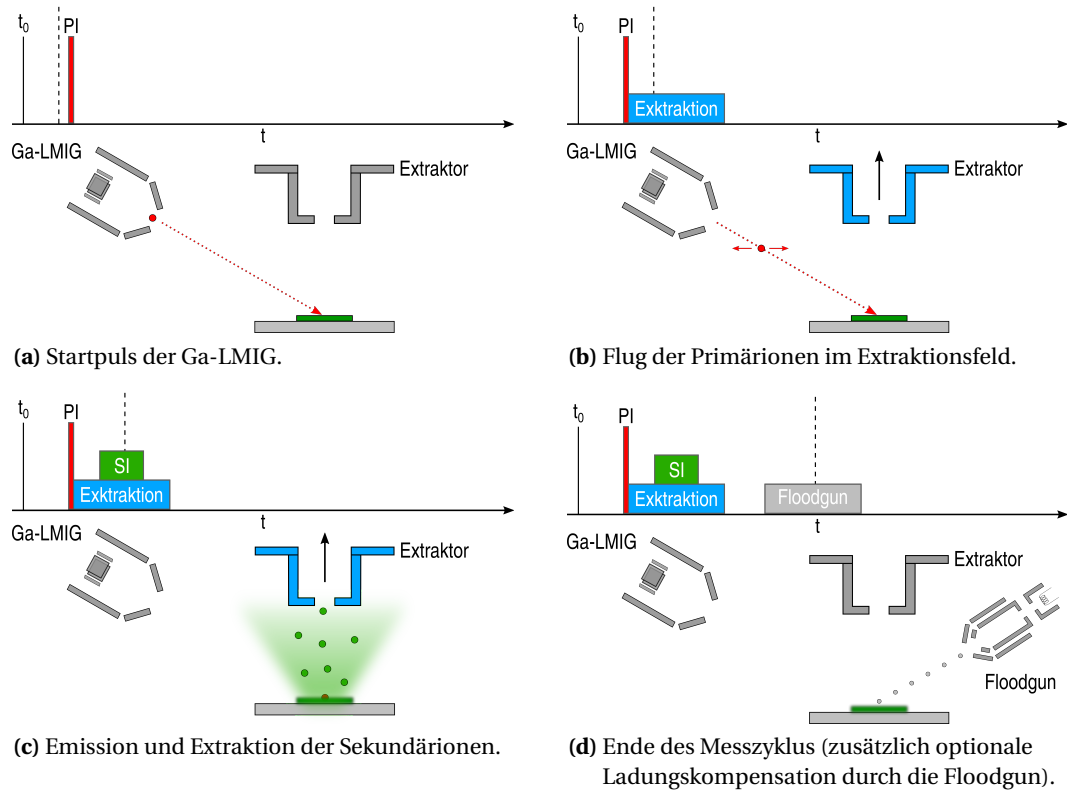 t0 PI
t
Ga-LMIG
Extraktor
(a) Startpuls der Ga-LMIG.
t0 PI
Exktraktion
t
Ga-LMIG
Extraktor
(b) Flug der Primärionen im Extraktionsfeld.
t0 PI
SI
Exktraktion
t
Ga-LMIG
Extraktor
(c) Emission und Extraktion der Sekundärionen.
t0 PI
SI
Exktraktion Floodgun
t
Ga-LMIG
Extraktor
Floodgun
(d) Ende des Messzyklus (zusätzlich optionale
Ladungskompensation durch die Floodgun).